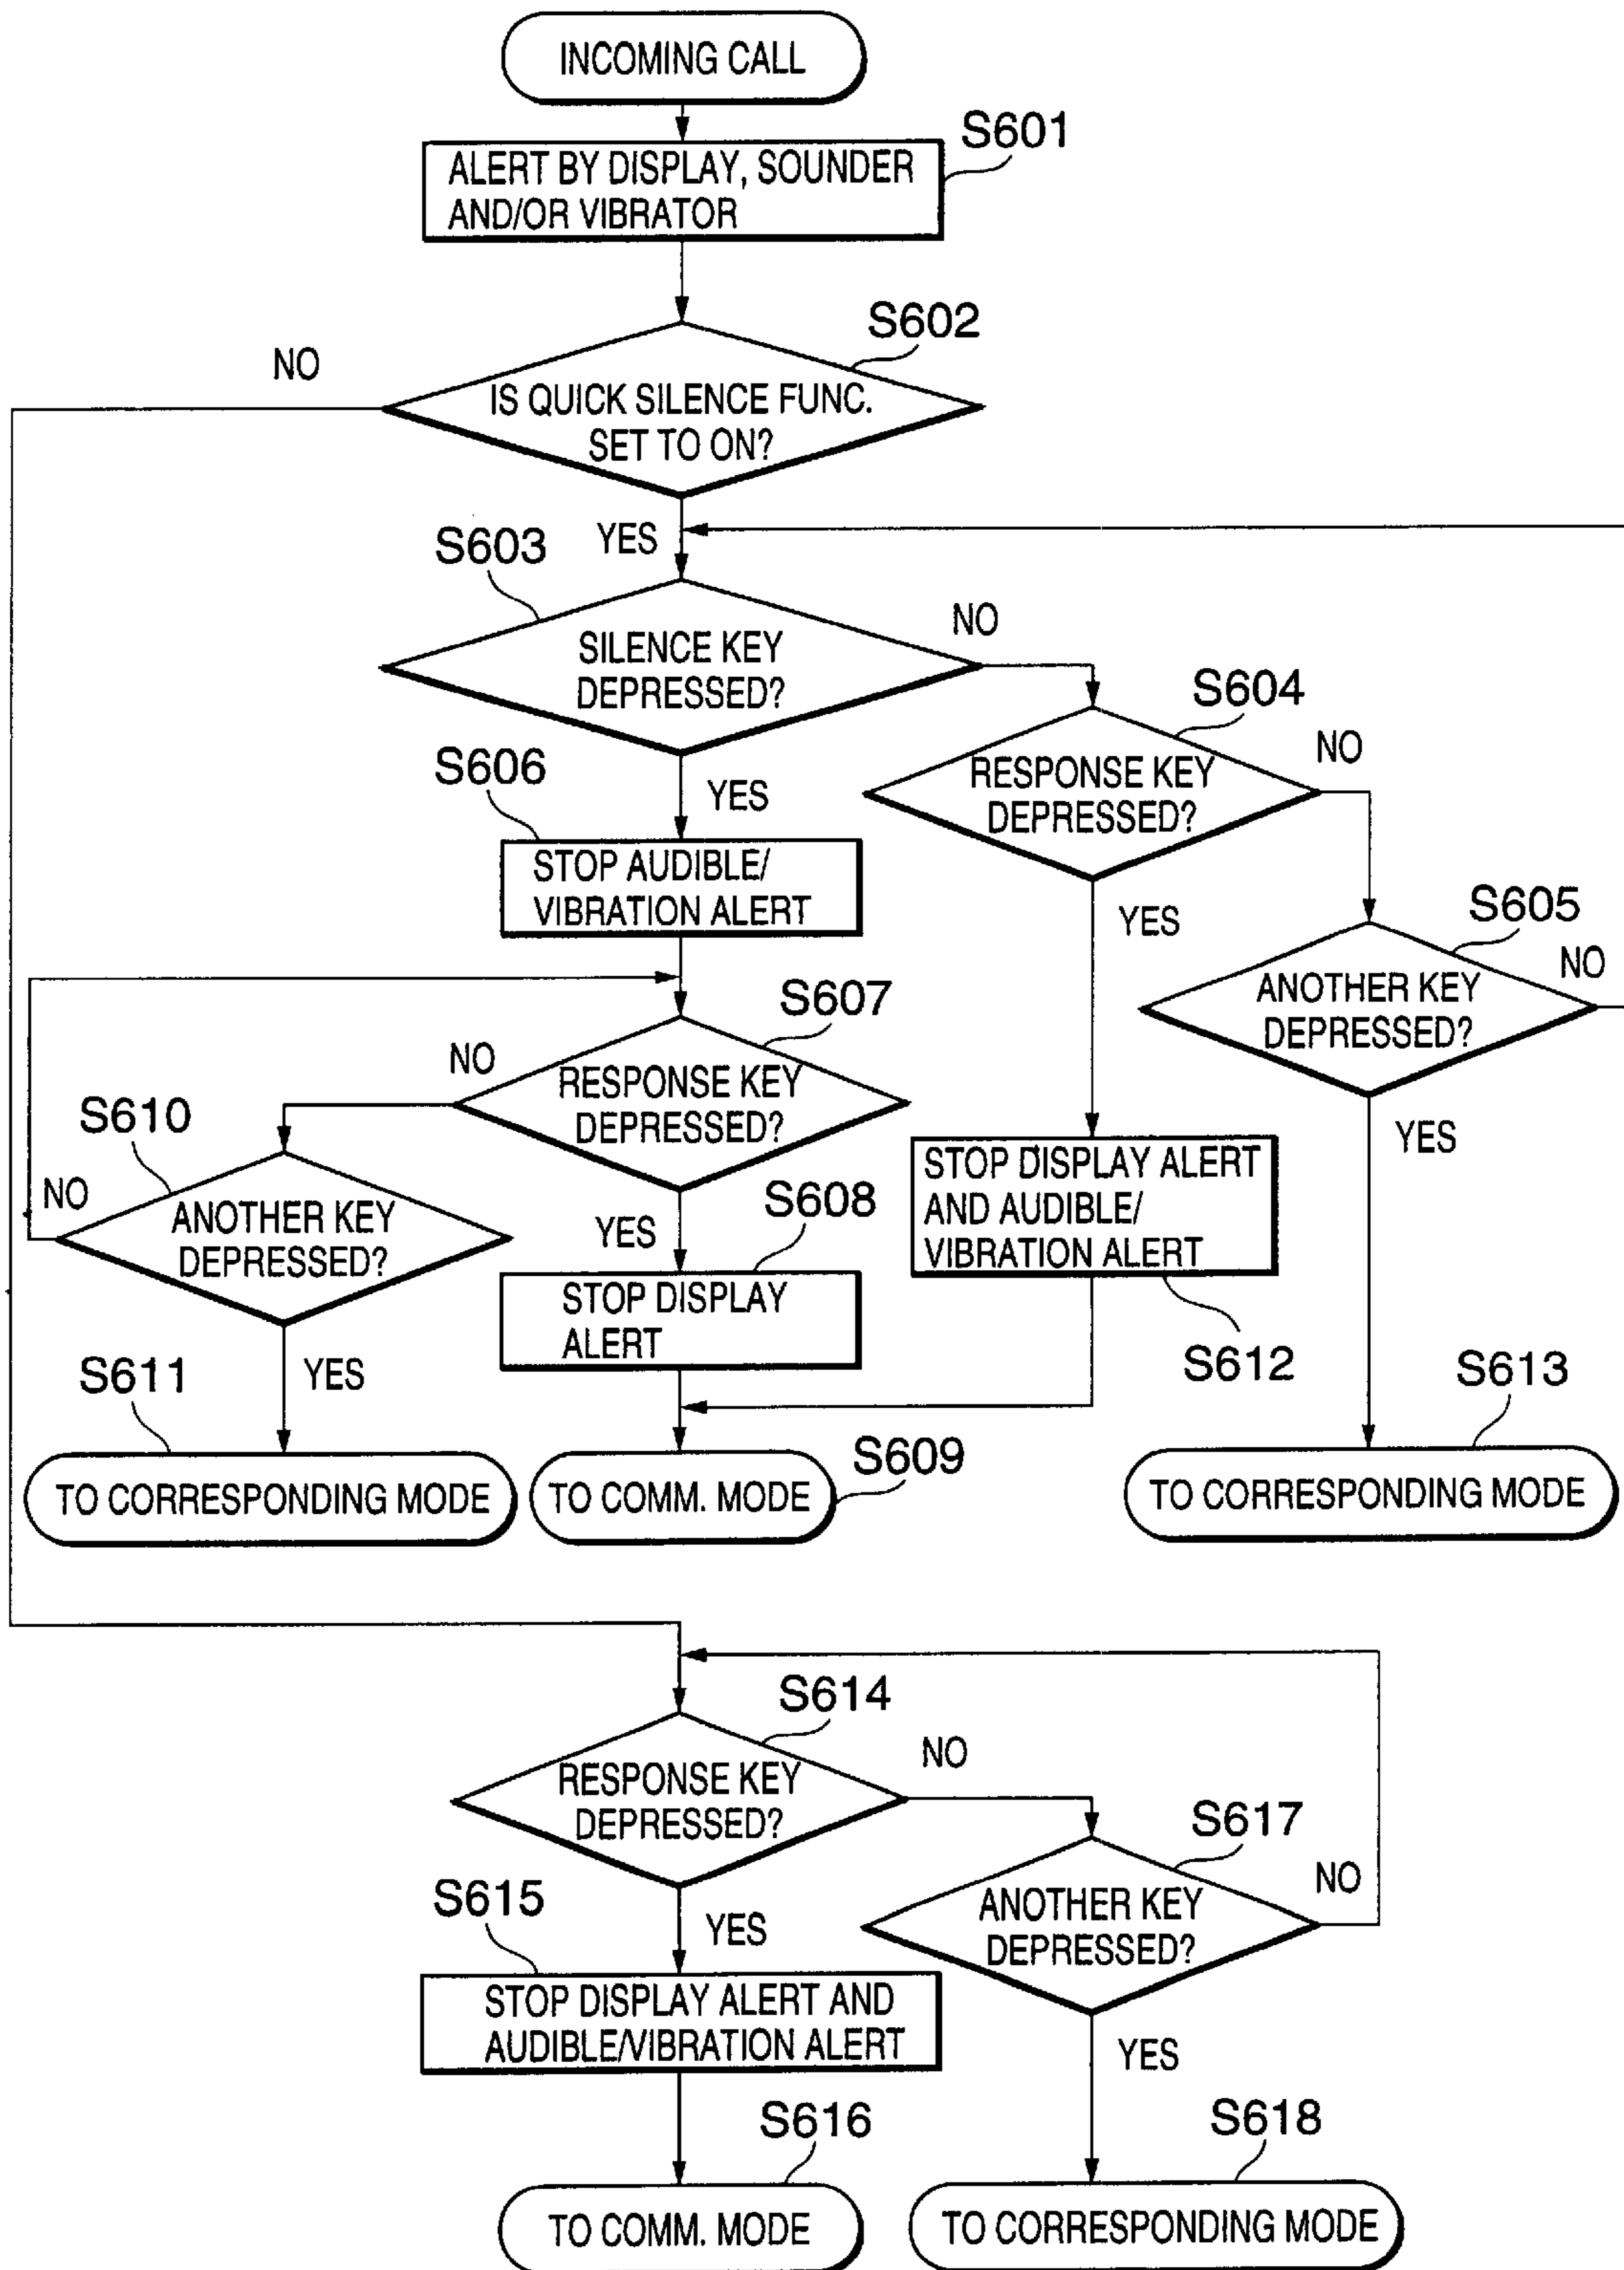 INCOMING CALL
S601
ALERT BY DISPLAY, SOUNDER
AND/OR VIBRATOR
S602
NO
IS QUICK SILENCE FUNC.
SET TO ON?
YES
S603
NO
SILENCE KEY
DEPRESSED?
S604
NO
RESPONSE KEY
DEPRESSED?
S606
YES
STOP AUDIBLE/
VIBRATION ALERT
YES
S605
NO
ANOTHER KEY
DEPRESSED?
S607
NO
RESPONSE KEY
DEPRESSED?
S610
NO
ANOTHER KEY
DEPRESSED?
YES
S608
STOP DISPLAY
ALERT
STOP DISPLAY ALERT
AND AUDIBLE/
VIBRATION ALERT
S612
YES
S611
YES
S613
TO CORRESPONDING MODE
TO COMM. MODE
S609
TO CORRESPONDING MODE
S614
NO
RESPONSE KEY
DEPRESSED?
S617
NO
ANOTHER KEY
DEPRESSED?
S615
YES
STOP DISPLAY ALERT AND
AUDIBLE/VIBRATION ALERT
YES
S616
S618
TO COMM. MODE
TO CORRESPONDING MODE